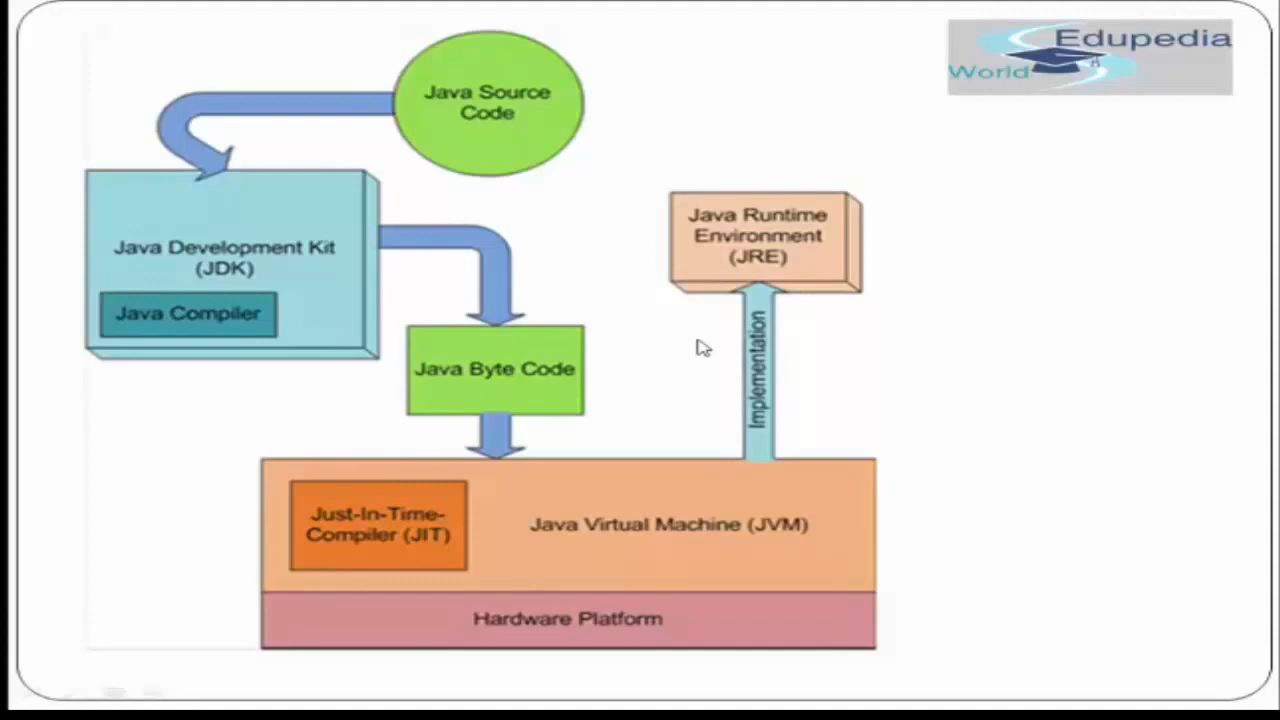 Edupedia
World
Java Source
Code
Java Development Kit
(JDK)
Java Compiler
Java Runtime
Environment
(JRE)
Implementation
Java Byte Code
Just-In-Time-
Compiler (JIT)
Java Virtual Machine (JVM)
Hardware Platform